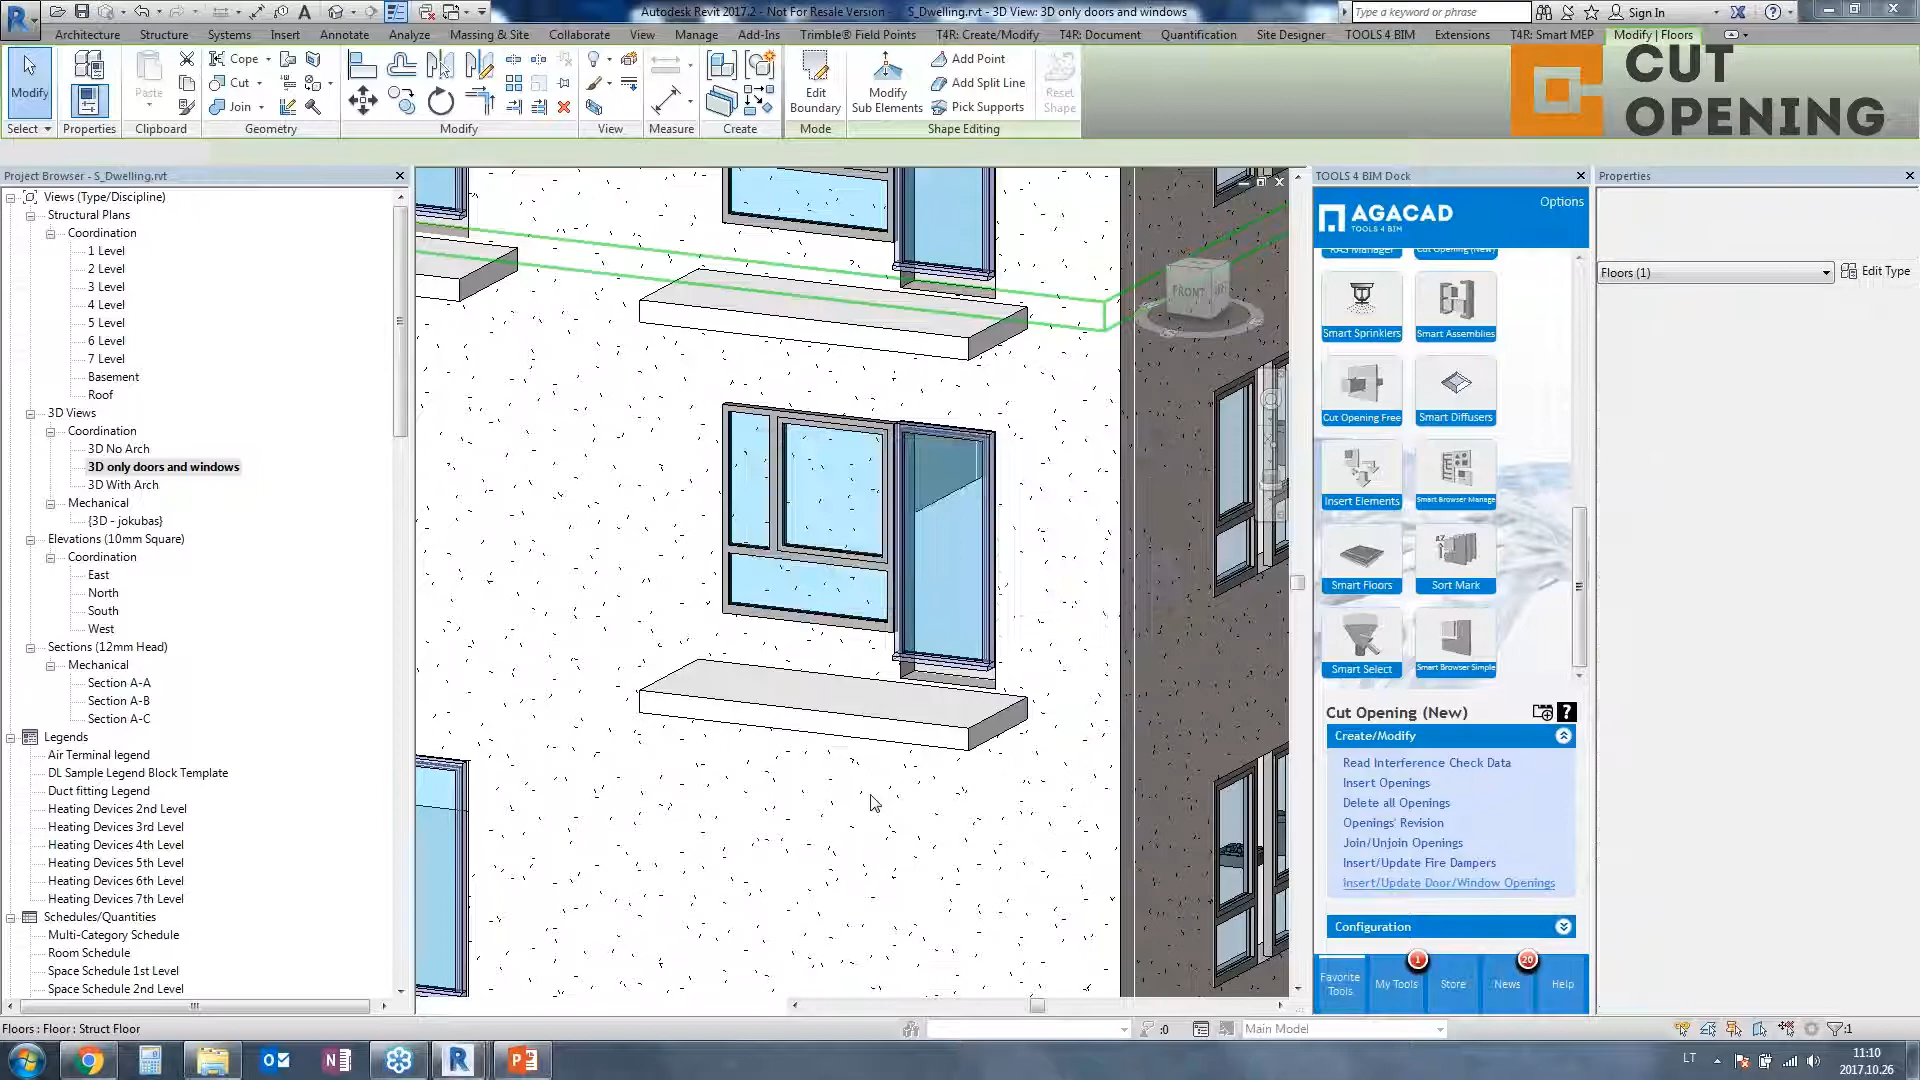 Autodesk Revit 2017.2 - Not For Resale Version - S_Dwelling.rvt - 3D View: 3D only doors and windows
Type a keyword or phrase
Sign In
Architecture Structure Systems Insert Annotate Analyze Massing & Site Collaborate View Manage Add-Ins Trimble® Field Points T4R: Create/Modify T4R: Document Quantification Site Designer TOOLS 4 BIM Extensions T4R: Smart MEP Modify | Floors
CUT
OPENING
Modify
Paste
Cope
Cut
Join
Edit
Boundary
Modify
Sub Elements
Add Point
Add Split Line
Pick Supports
Reset
Shape
Select Properties Clipboard Geometry Modify View Measure Create Mode Shape Editing
Project Browser - S_Dwelling.rvt
Views (Type/Discipline)
Structural Plans
Coordination
1 Level
2 Level
3 Level
4 Level
5 Level
6 Level
7 Level
Basement
Roof
3D Views
Coordination
3D No Arch
3D only doors and windows
3D With Arch
Mechanical
{3D - jokubas}
Elevations (10mm Square)
Coordination
East
North
South
West
Sections (12mm Head)
Mechanical
Section A-A
Section A-B
Section A-C
Legends
Air Terminal legend
DL Sample Legend Block Template
Duct fitting Legend
Heating Devices 2nd Level
Heating Devices 3rd Level
Heating Devices 4th Level
Heating Devices 5th Level
Heating Devices 6th Level
Heating Devices 7th Level
Schedules/Quantities
Multi-Category Schedule
Room Schedule
Space Schedule 1st Level
Space Schedule 2nd Level
FRONT
TOOLS 4 BIM Dock
AGACAD
TOOLS 4 BIM
Options
Smart Sprinklers Smart Assemblies
Cut Opening Free Smart Diffusers
Insert Elements Smart Browser Manage
Smart Floors Sort Mark
Smart Select Smart Browser Simple
Cut Opening (New)
?
Create/Modify
Read Interference Check Data
Insert Openings
Delete all Openings
Openings' Revision
Join/Unjoin Openings
Insert/Update Fire Dampers
Insert/Update Door/Window Openings
Configuration
1
20
Favorite
Tools
My Tools
Store
News
Help
Properties
Floors (1)
Edit Type
Floors : Floor : Struct Floor
:0
Main Model
:1
LT
11:10
2017.10.26